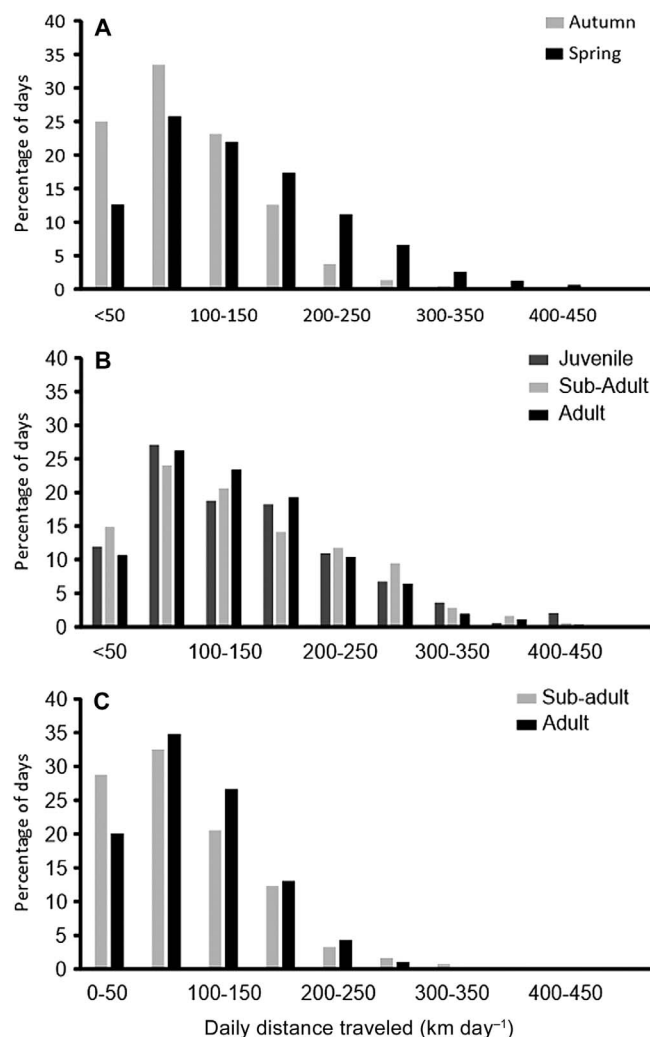 A
Autumn
Spring
Percentage of days
40
35
30
25
20
15
10
5
0
<50 100-150 200-250 300-350 400-450
B
Juvenile
Sub-Adult
Adult
Percentage of days
40
35
30
25
20
15
10
5
0
<50 100-150 200-250 300-350 400-450
C
Sub-adult
Adult
Percentage of days
40
35
30
25
20
15
10
5
0
0-50 100-150 200-250 300-350 400-450
Daily distance traveled (km day⁻¹)